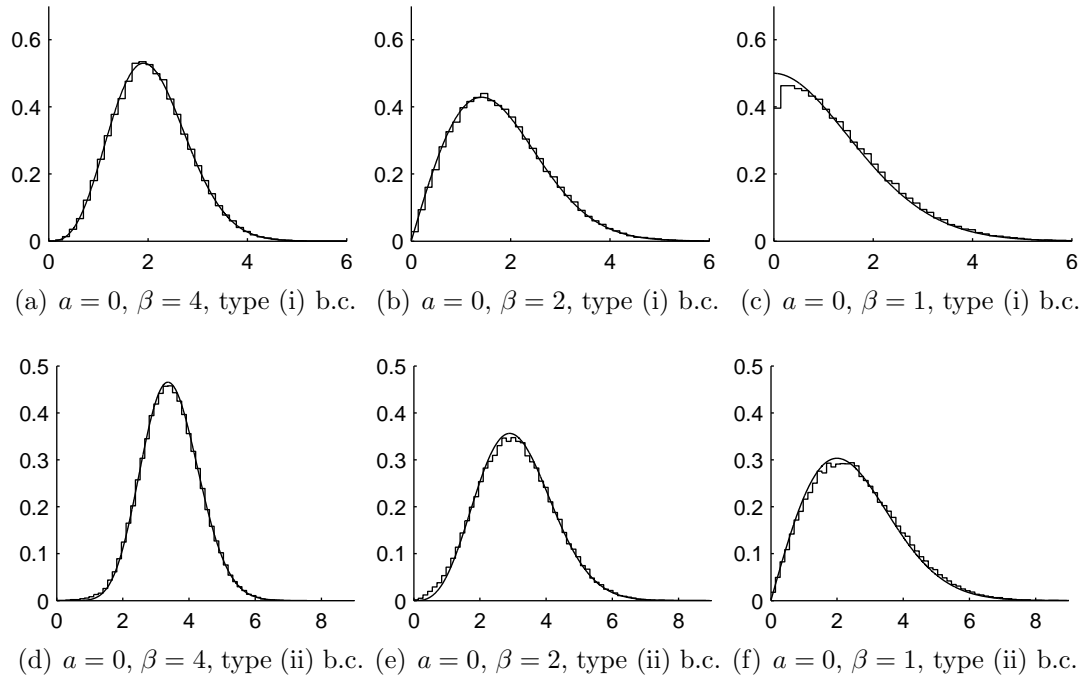 0.6
0.4
0.2
0
0 2 4 6
(a) a = 0, β = 4, type (i) b.c.
0.6
0.4
0.2
0
0 2 4 6
(b) a = 0, β = 2, type (i) b.c.
0.6
0.4
0.2
0
0 2 4 6
(c) a = 0, β = 1, type (i) b.c.
0.5
0.4
0.3
0.2
0.1
0
0 2 4 6 8
(d) a = 0, β = 4, type (ii) b.c.
0.5
0.4
0.3
0.2
0.1
0
0 2 4 6 8
(e) a = 0, β = 2, type (ii) b.c.
0.5
0.4
0.3
0.2
0.1
0
0 2 4 6 8
(f) a = 0, β = 1, type (ii) b.c.